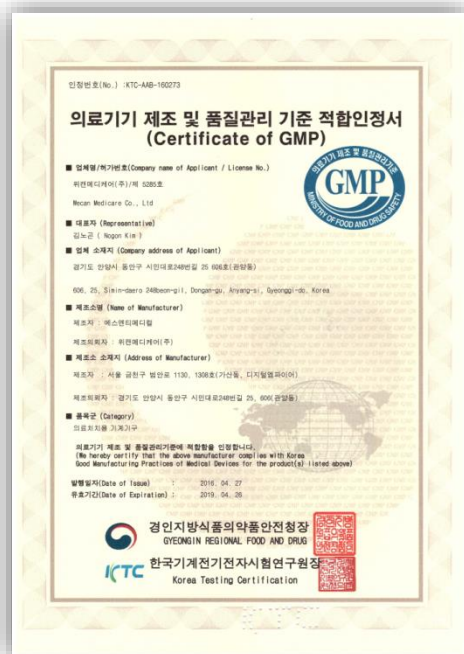 인정번호(No.) :KTC-AAB-160273
의료기기 제조 및 품질관리 기준 적합인정서
(Certificate of GMP)
의료기기 제조 및 품질관리기준
GMP
MINISTRY OF FOOD AND DRUG SAFETY
■ 업체명/허가번호(Company name of Applicant / License No.)
위캔메디케어(주)/제 5285호
Wecan Medicare Co., Ltd
■ 대표자 (Representative)
김노곤 ( Nogon Kim )
■ 업체 소재지 (Company address of Applicant)
경기도 안양시 동안구 시민대로248번길 25 606호(관양동)
606, 25, Simin-daero 248beon-gil, Dongan-gu, Anyang-si, Gyeonggi-do, Korea
■ 제조소명 (Name of Manufacturer)
제조자 : 에스엔티메디컬
제조의뢰자 : 위캔메디케어(주)
■ 제조소 소재지 (Address of Manufacturer)
제조자 : 서울 금천구 범안로 1130, 1308호(가산동, 디지털엠파이어)
제조의뢰자 : 경기도 안양시 동안구 시민대로248번길 25, 606(관양동)
■ 품목군 (Category)
의료처치용 기계기구
의료기기 제조 및 품질관리기준에 적합함을 인정합니다.
(We hereby certify that the above manufacturer complies with Korea
Good Manufacturing Practices of Medical Devices for the product(s) listed above)
발행일자(Date of Issue) : 2016. 04. 27
유효기간(Date of Expiration) : 2019. 04. 26
경인지방식품의약품안전청장
GYEONGIN REGIONAL FOOD AND DRUG
KTC 한국기계전기전자시험연구원장
Korea Testing Certification